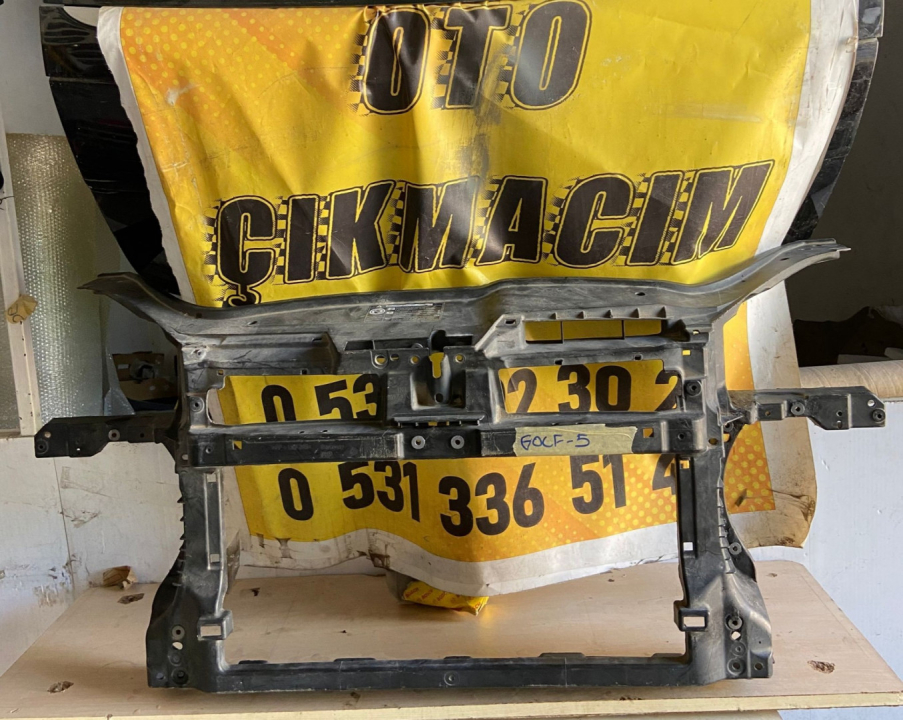 OTO
ÇIKMACIM
0 53 2 30 2
GOLF-5
0 531 336 51 4